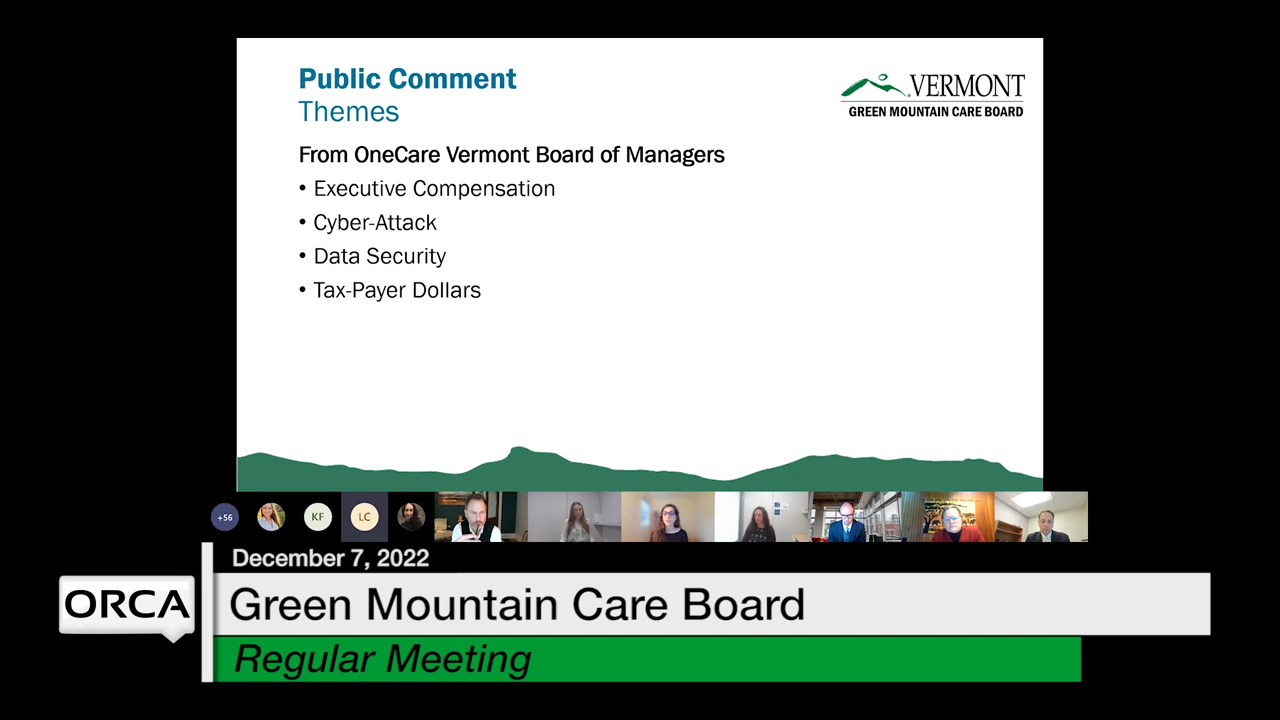 Public Comment
Themes
VERMONT
GREEN MOUNTAIN CARE BOARD
From OneCare Vermont Board of Managers
• Executive Compensation
• Cyber-Attack
• Data Security
• Tax-Payer Dollars
+56
KF
LC
December 7, 2022
ORCA
Green Mountain Care Board
Regular Meeting